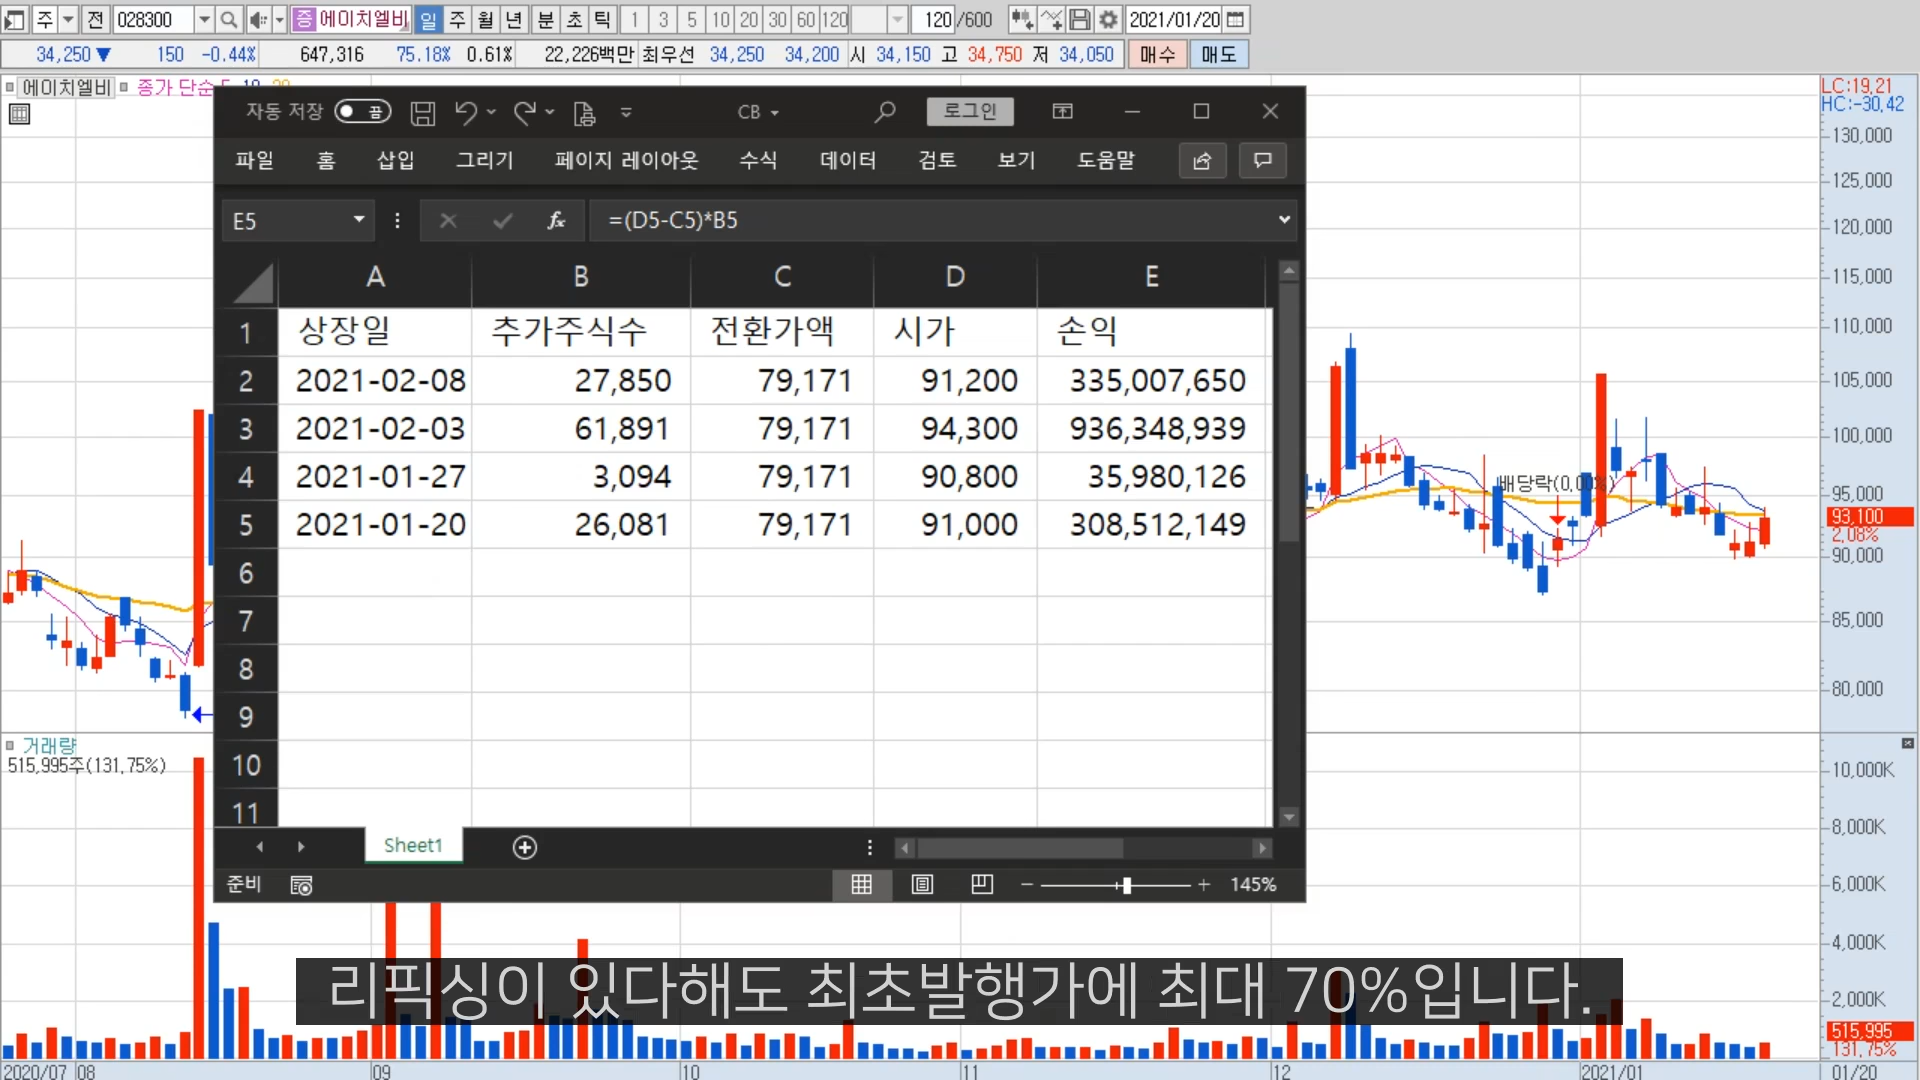 주 전 028300 증 에이치엘비 일 주 월 년 분 초 틱 1 3 5 10 20 30 60 120 120 /600 2021/01/20
34,250 ▼ 150 -0.44% 647,316 75.18% 0.61% 22,226백만 최우선 34,250 34,200 시 34,150 고 34,750 저 34,050 매수 매도
에이치엘비 종가 단순
LC:19,21
HC:-30,42
자동 저장 끔 CB 로그인
파일 홈 삽입 그리기 페이지 레이아웃 수식 데이터 검토 보기 도움말
E5 fx =(D5-C5)*B5
A B C D E
1 상장일 추가주식수 전환가액 시가 손익
2 2021-02-08 27,850 79,171 91,200 335,007,650
3 2021-02-03 61,891 79,171 94,300 936,348,939
4 2021-01-27 3,094 79,171 90,800 35,980,126
5 2021-01-20 26,081 79,171 91,000 308,512,149
6
7
8
9
10
11
Sheet1
준비 145%
130,000
125,000
120,000
115,000
110,000
105,000
100,000
배당락(0,00%)
95,000
93,100
2,08%
90,000
85,000
80,000
거래량
515,995주(131,75%)
10,000K
8,000K
6,000K
4,000K
2,000K
515,995
131,75%
리픽싱이 있다해도 최초발행가에 최대 70%입니다.
2020/07 08 09 10 11 12 2021/01 01/20